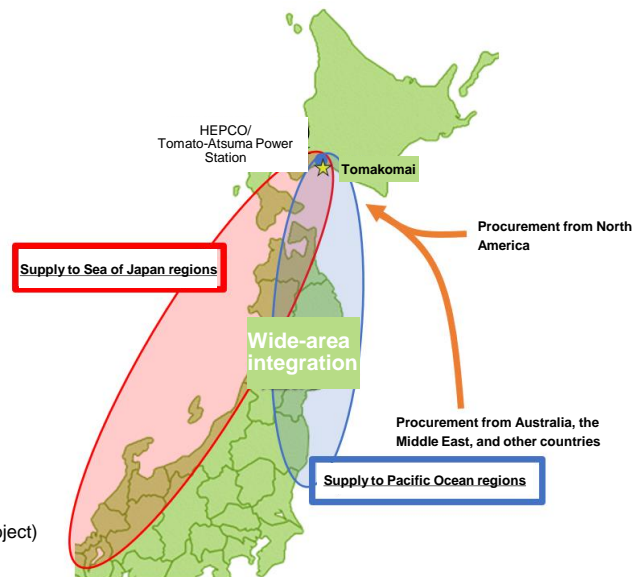 HEPCO/
Tomato-Atsuma Power
Station
Tomakomai
Procurement from North
America
Supply to Sea of Japan regions
Wide-area
integration
Procurement from Australia, the
Middle East, and other countries
Supply to Pacific Ocean regions
oject)